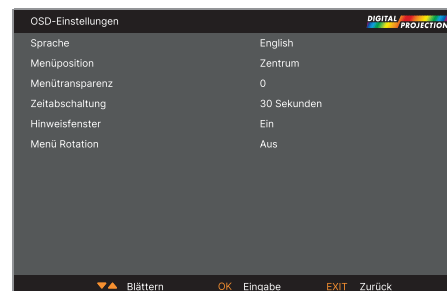 OSD-Einstellungen
DIGITAL PROJECTION
Sprache English
Menüposition Zentrum
Menütransparenz 0
Zeitabschaltung 30 Sekunden
Hinweisfenster Ein
Menü Rotation Aus
Blättern OK Eingabe EXIT Zurück